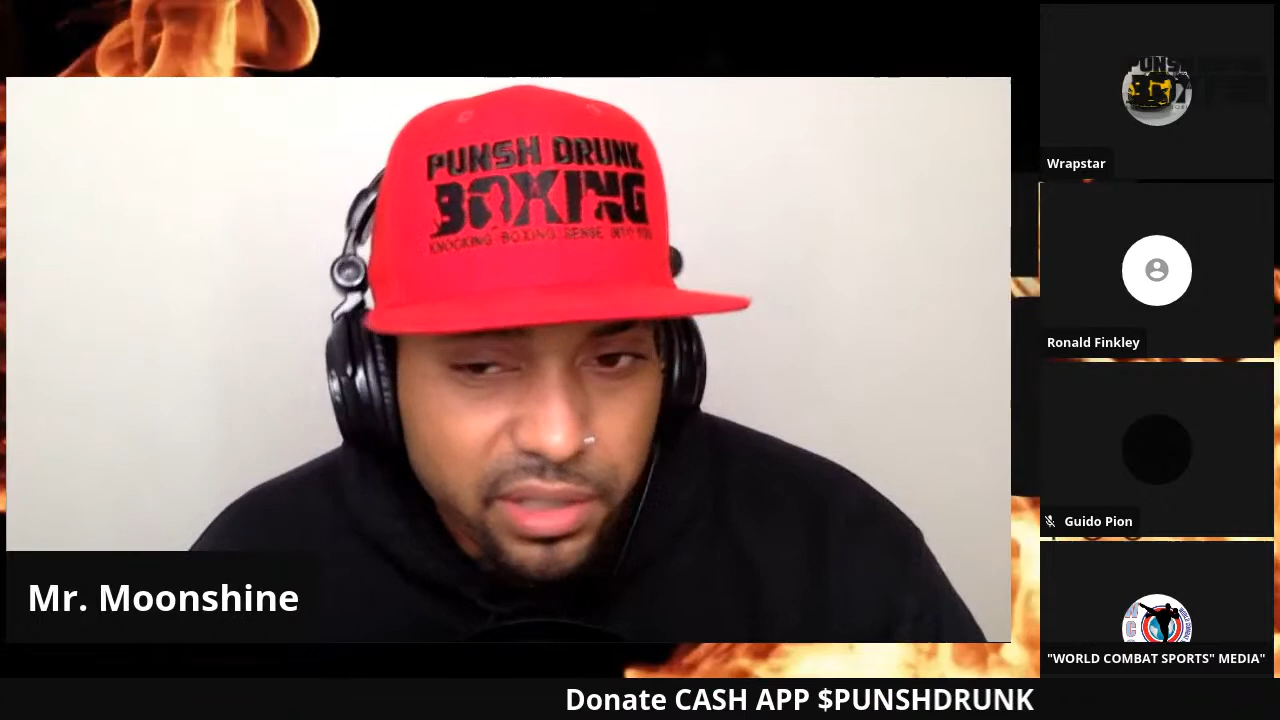 PUNSH DRUNK
BOXING
KNOCKING BOXING SENSE INTO YOU
Mr. Moonshine
Wrapstar
Ronald Finkley
Guido Pion
"WORLD COMBAT SPORTS" MEDIA"
Donate CASH APP $PUNSHDRUNK